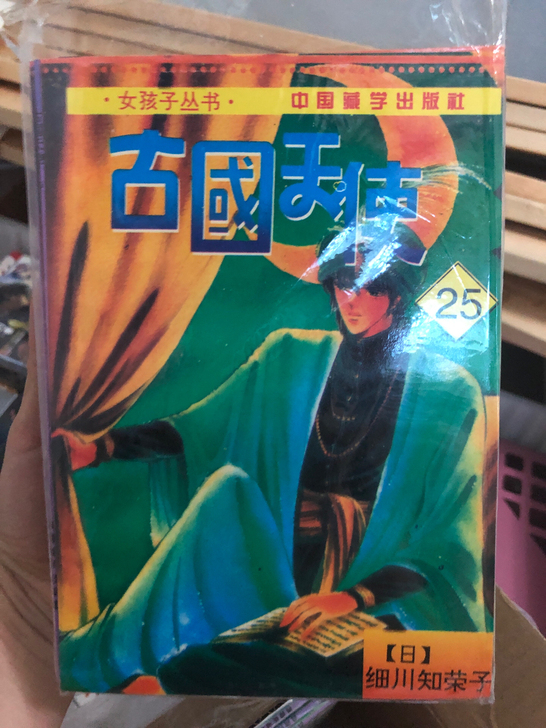 ·女孩子丛书· 中国藏学出版社
古國天使
25
【日】
细川知荣子